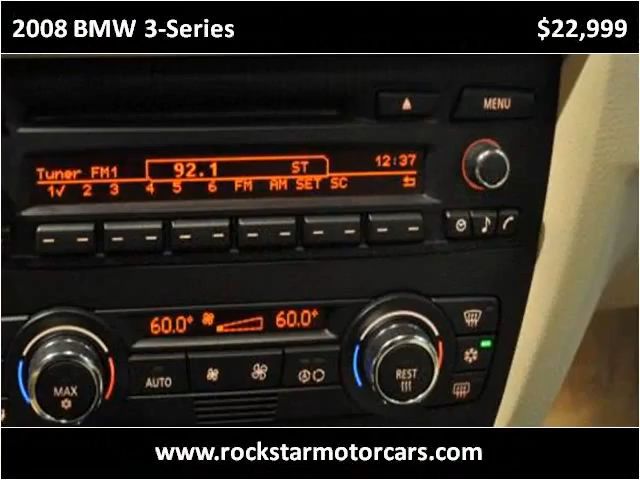 2008 BMW 3-Series $22,999
MENU
Tuner FM1 92.1 ST 12:37
1√ 2 3 4 5 6 FM AM SET SC
60.0° 60.0°
MAX AUTO REST
www.rockstarmotorcars.com